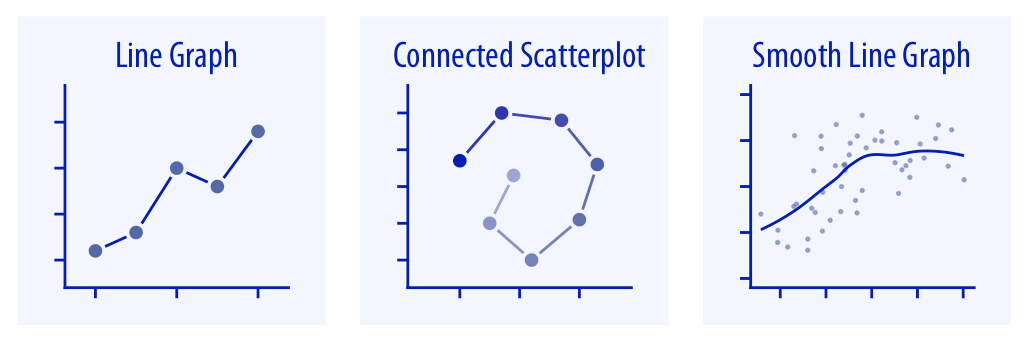 Line Graph
Connected Scatterplot
Smooth Line Graph